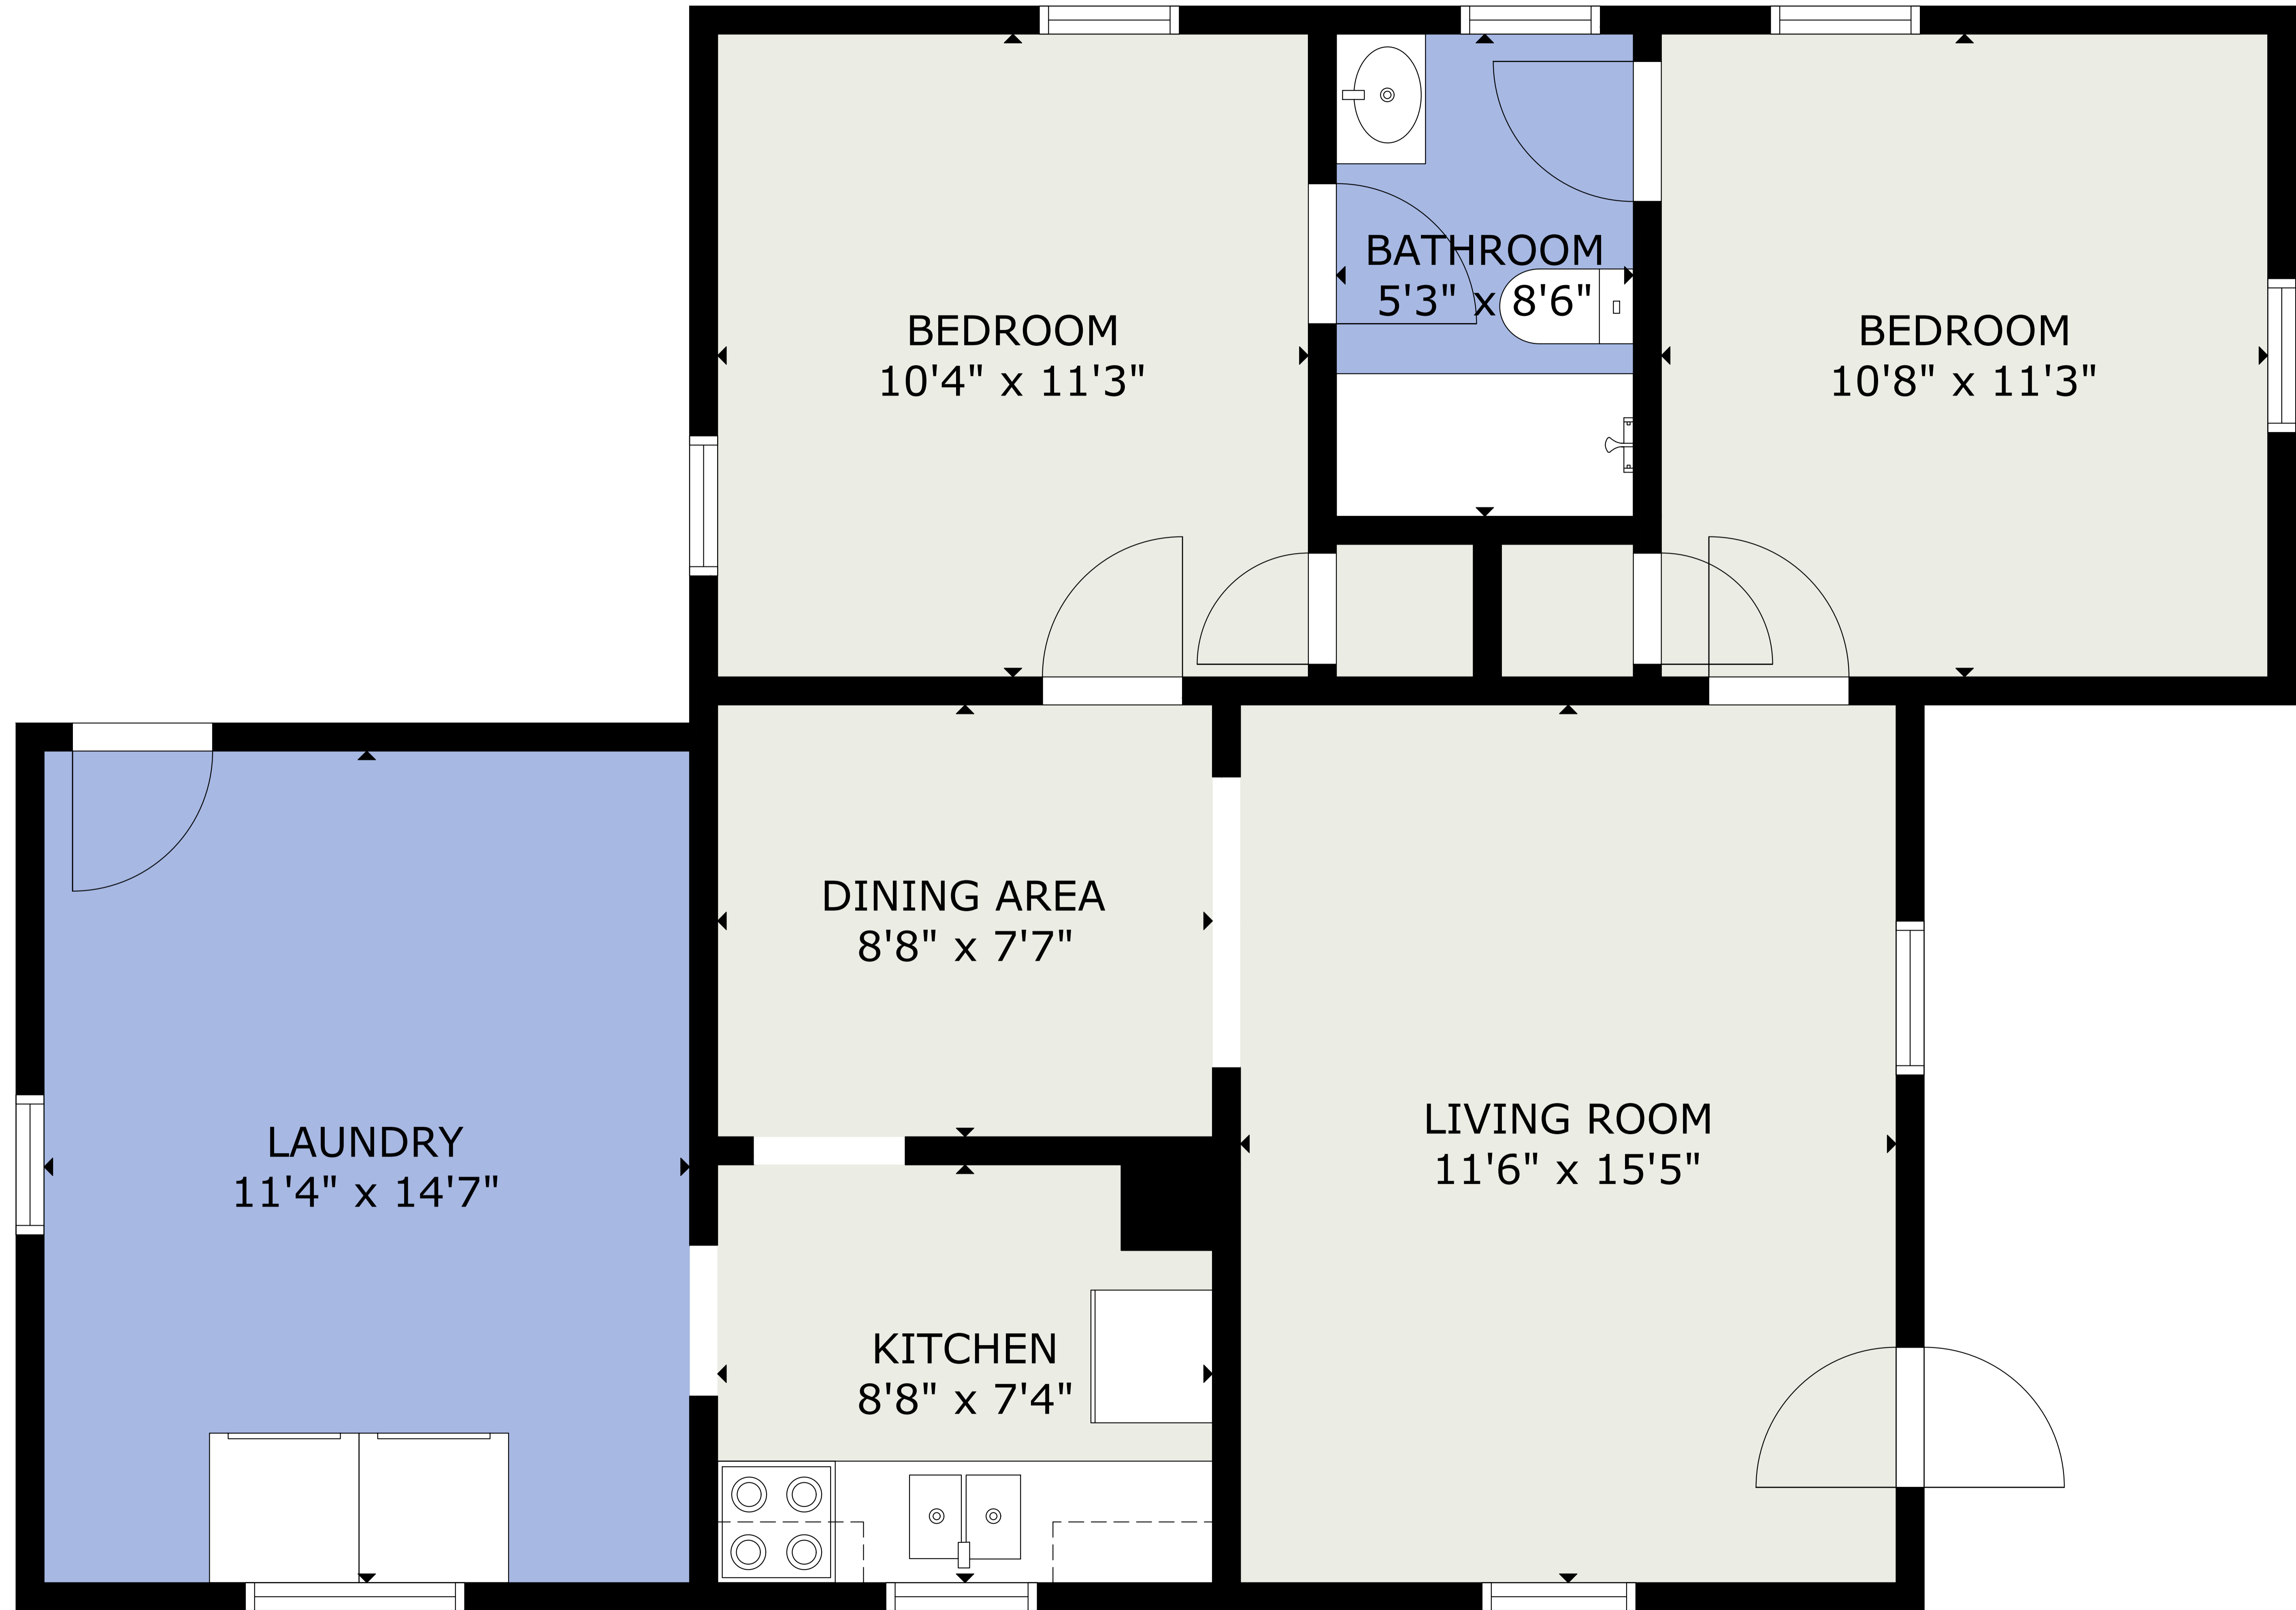 BATHROOM
5'3" x 8'6"
BEDROOM
10'4" x 11'3"
BEDROOM
10'8" x 11'3"
DINING AREA
8'8" x 7'7"
LIVING ROOM
11'6" x 15'5"
LAUNDRY
11'4" x 14'7"
KITCHEN
8'8" x 7'4"